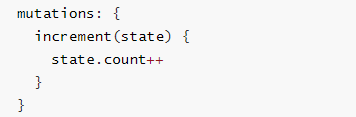 mutations: {
  increment(state) {
    state.count++
  }
}